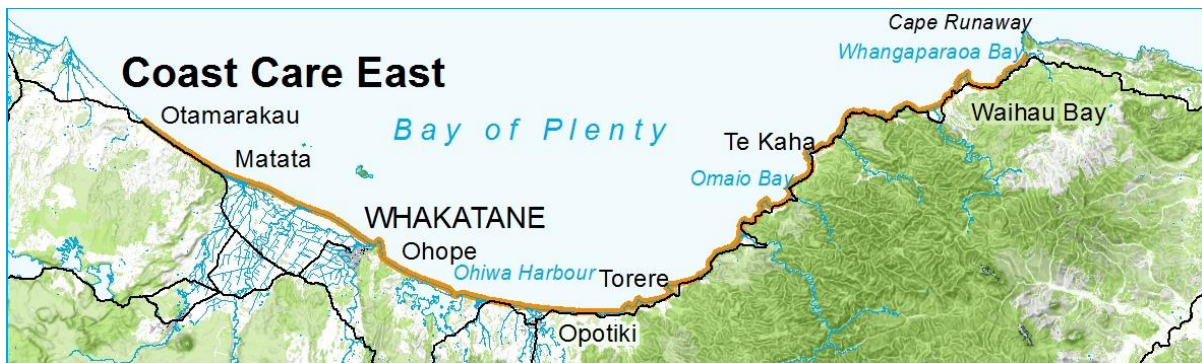 Cape Runaway
Whangaparaoa Bay
Coast Care East
Otamarakau
Bay of Plenty
Waihau Bay
Te Kaha
Matata
Omaio Bay
WHAKATANE
Ohope
Ohiwa Harbour
Torere
Opotiki